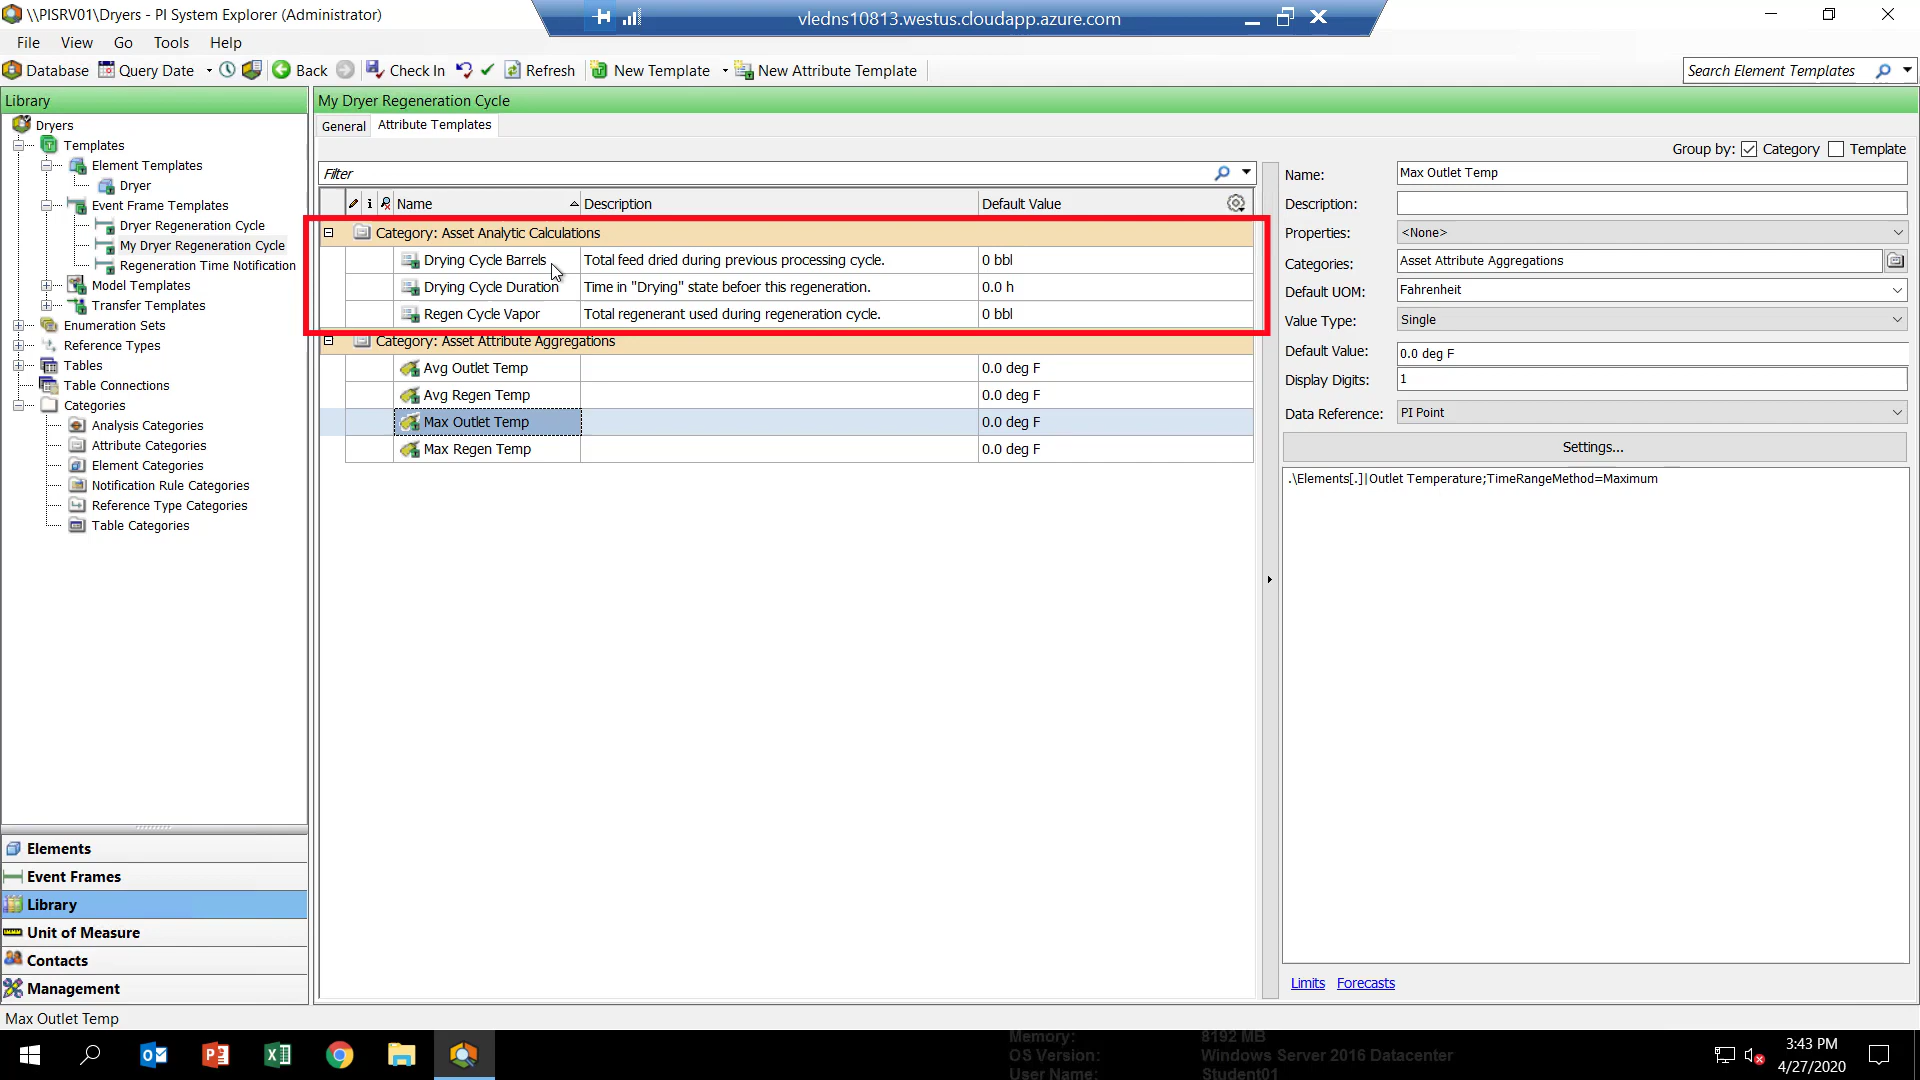 \\PISRV01\Dryers - PI System Explorer (Administrator)
vledns10813.westus.cloudapp.azure.com
File View Go Tools Help
Database Query Date Back Check In Refresh New Template New Attribute Template
Search Element Templates
Library
Dryers
Templates
Element Templates
Dryer
Event Frame Templates
Dryer Regeneration Cycle
My Dryer Regeneration Cycle
Regeneration Time Notification
Model Templates
Transfer Templates
Enumeration Sets
Reference Types
Tables
Table Connections
Categories
Analysis Categories
Attribute Categories
Element Categories
Notification Rule Categories
Reference Type Categories
Table Categories
Elements
Event Frames
Library
Unit of Measure
Contacts
Management
My Dryer Regeneration Cycle
General Attribute Templates
Group by: Category Template
Filter
Name Description Default Value
Category: Asset Analytic Calculations
Drying Cycle Barrels Total feed dried during previous processing cycle. 0 bbl
Drying Cycle Duration Time in "Drying" state befoer this regeneration. 0.0 h
Regen Cycle Vapor Total regenerant used during regeneration cycle. 0 bbl
Category: Asset Attribute Aggregations
Avg Outlet Temp 0.0 deg F
Avg Regen Temp 0.0 deg F
Max Outlet Temp 0.0 deg F
Max Regen Temp 0.0 deg F
Name: Max Outlet Temp
Description:
Properties: <None>
Categories: Asset Attribute Aggregations
Default UOM: Fahrenheit
Value Type: Single
Default Value: 0.0 deg F
Display Digits: 1
Data Reference: PI Point
Settings...
.\Elements[.]|Outlet Temperature;TimeRangeMethod=Maximum
Limits Forecasts
Max Outlet Temp
Memory: 8192 MB
OS Version: Windows Server 2016 Datacenter
User Name: Student01
3:43 PM
4/27/2020